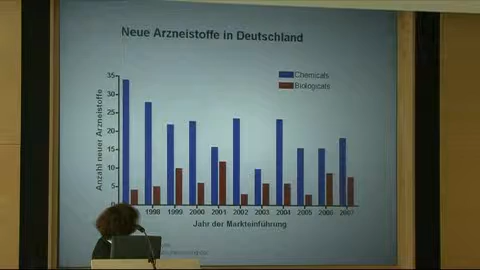 Neue Arzneistoffe in Deutschland
Chemicals
Biologicals
Anzahl neuer Arzneistoffe
35
30
25
20
15
10
5
0
1998 1999 2000 2001 2002 2003 2004 2005 2006 2007
Jahr der Markteinführung